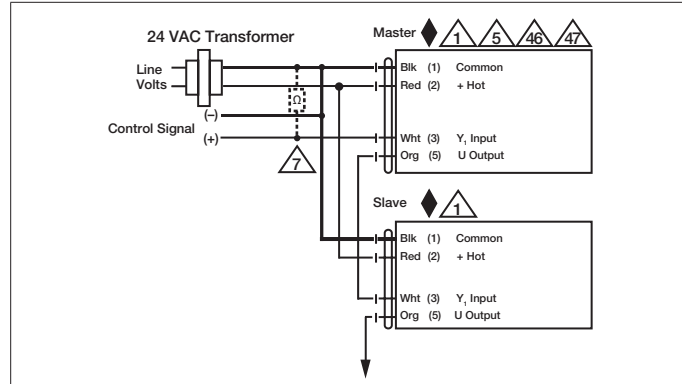 24 VAC Transformer
Line
Volts
(–)
Control Signal
(+)
Ω
7
Master
1
5
46
47
Blk (1) Common
Red (2) + Hot
Wht (3) Y₁ Input
Org (5) U Output
Slave
1
Blk (1) Common
Red (2) + Hot
Wht (3) Y₁ Input
Org (5) U Output